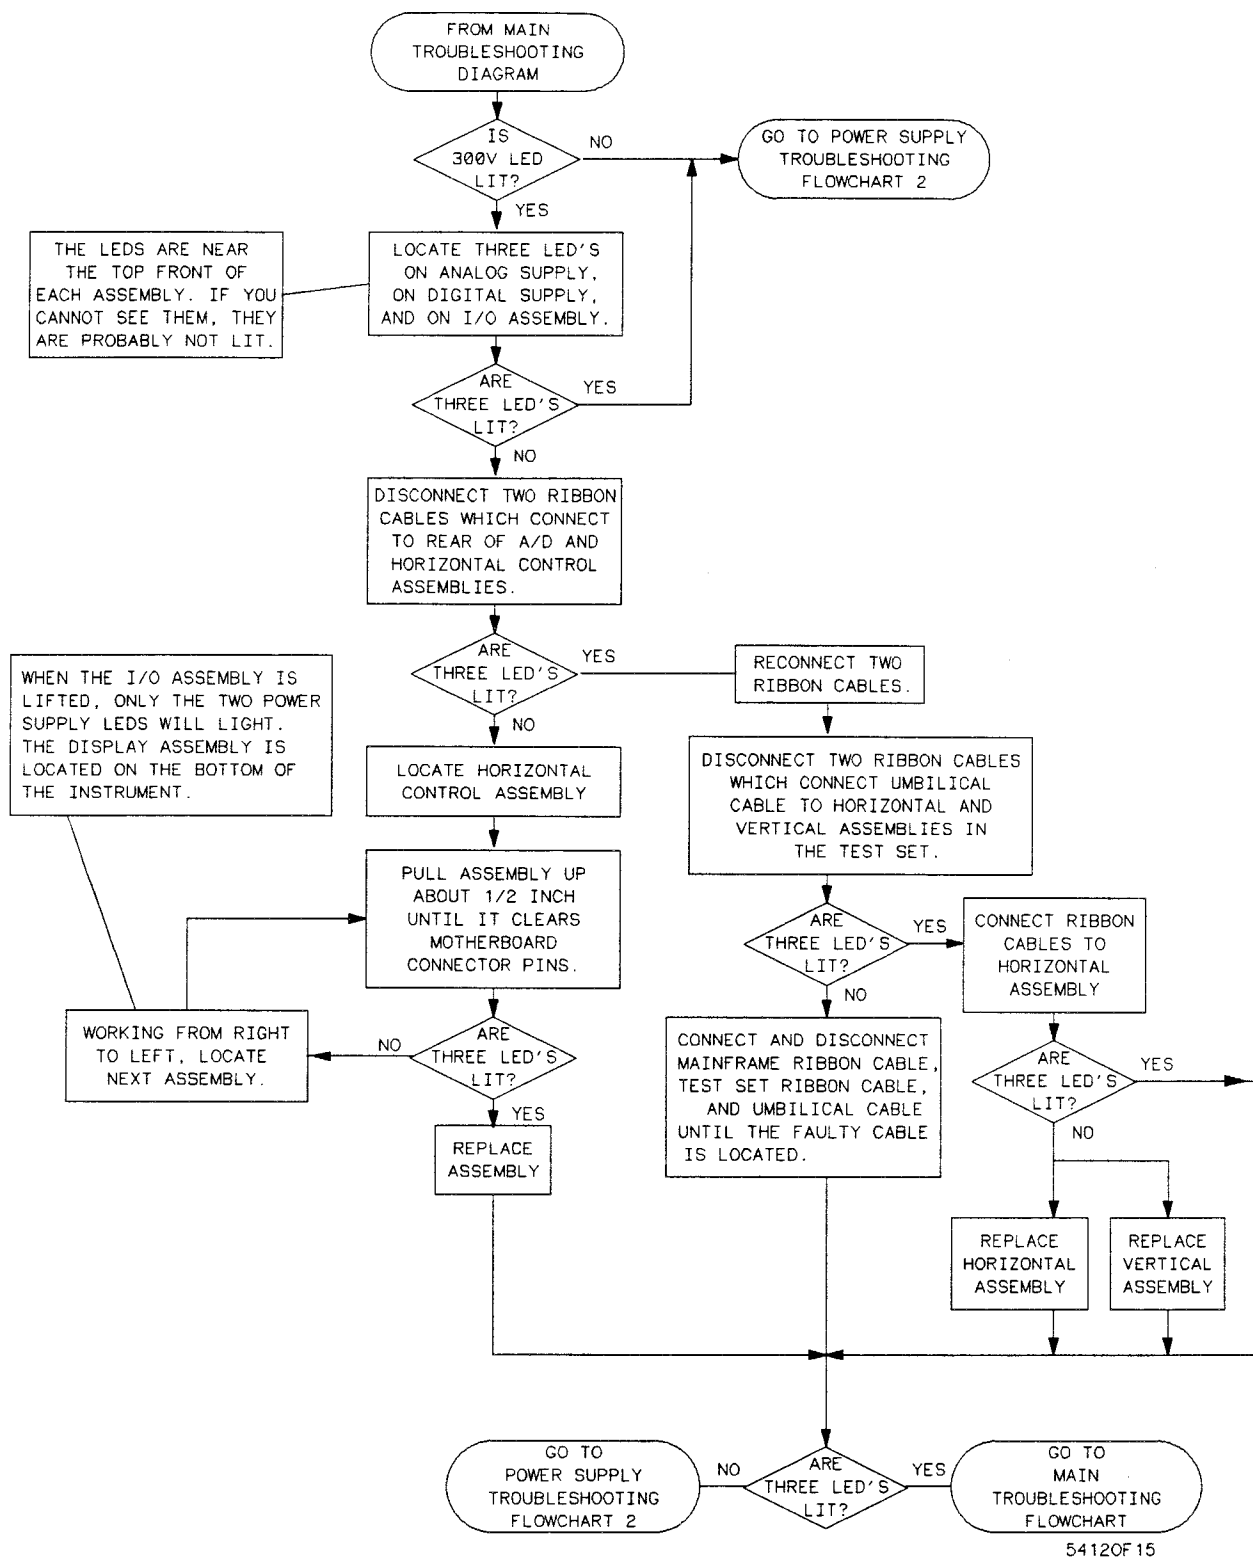 FROM MAIN
TROUBLESHOOTING
DIAGRAM
IS
300V LED
LIT?
NO
GO TO POWER SUPPLY
TROUBLESHOOTING
FLOWCHART 2
YES
THE LEDS ARE NEAR
THE TOP FRONT OF
EACH ASSEMBLY. IF YOU
CANNOT SEE THEM, THEY
ARE PROBABLY NOT LIT.
LOCATE THREE LED'S
ON ANALOG SUPPLY,
ON DIGITAL SUPPLY,
AND ON I/O ASSEMBLY.
ARE
THREE LED'S
LIT?
YES
NO
DISCONNECT TWO RIBBON
CABLES WHICH CONNECT
TO REAR OF A/D AND
HORIZONTAL CONTROL
ASSEMBLIES.
ARE
THREE LED'S
LIT?
YES
RECONNECT TWO
RIBBON CABLES.
NO
WHEN THE I/O ASSEMBLY IS
LIFTED, ONLY THE TWO POWER
SUPPLY LEDS WILL LIGHT.
THE DISPLAY ASSEMBLY IS
LOCATED ON THE BOTTOM OF
THE INSTRUMENT.
LOCATE HORIZONTAL
CONTROL ASSEMBLY
DISCONNECT TWO RIBBON CABLES
WHICH CONNECT UMBILICAL
CABLE TO HORIZONTAL AND
VERTICAL ASSEMBLIES IN
THE TEST SET.
PULL ASSEMBLY UP
ABOUT 1/2 INCH
UNTIL IT CLEARS
MOTHERBOARD
CONNECTOR PINS.
ARE
THREE LED'S
LIT?
YES
CONNECT RIBBON
CABLES TO
HORIZONTAL
ASSEMBLY
NO
WORKING FROM RIGHT
TO LEFT, LOCATE
NEXT ASSEMBLY.
NO
ARE
THREE LED'S
LIT?
YES
CONNECT AND DISCONNECT
MAINFRAME RIBBON CABLE,
TEST SET RIBBON CABLE,
AND UMBILICAL CABLE
UNTIL THE FAULTY CABLE
IS LOCATED.
ARE
THREE LED'S
LIT?
YES
NO
REPLACE
ASSEMBLY
REPLACE
HORIZONTAL
ASSEMBLY
REPLACE
VERTICAL
ASSEMBLY
GO TO
POWER SUPPLY
TROUBLESHOOTING
FLOWCHART 2
NO
ARE
THREE LED'S
LIT?
YES
GO TO
MAIN
TROUBLESHOOTING
FLOWCHART
54120F15